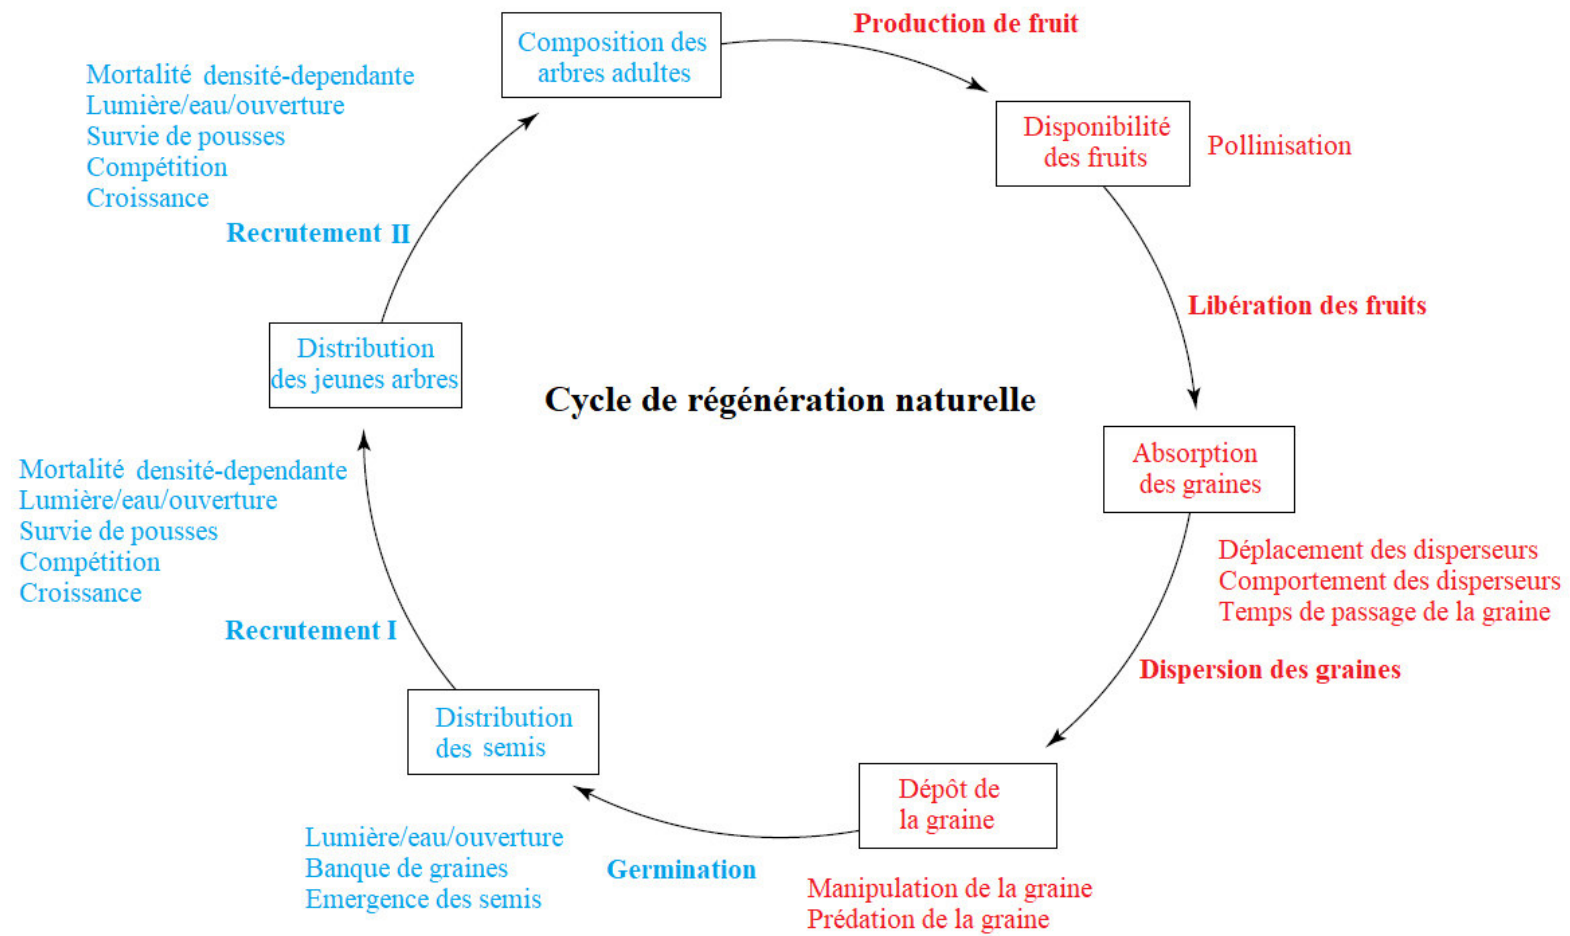 Composition des
arbres adultes
Production de fruit
Disponibilité
des fruits
Pollinisation
Libération des fruits
Absorption
des graines
Déplacement des disperseurs
Comportement des disperseurs
Temps de passage de la graine
Dispersion des graines
Dépôt de
la graine
Manipulation de la graine
Prédation de la graine
Germination
Lumière/eau/ouverture
Banque de graines
Emergence des semis
Distribution
des semis
Recrutement I
Mortalité densité-dependante
Lumière/eau/ouverture
Survie de pousses
Compétition
Croissance
Distribution
des jeunes arbres
Recrutement II
Mortalité densité-dependante
Lumière/eau/ouverture
Survie de pousses
Compétition
Croissance
Cycle de régénération naturelle